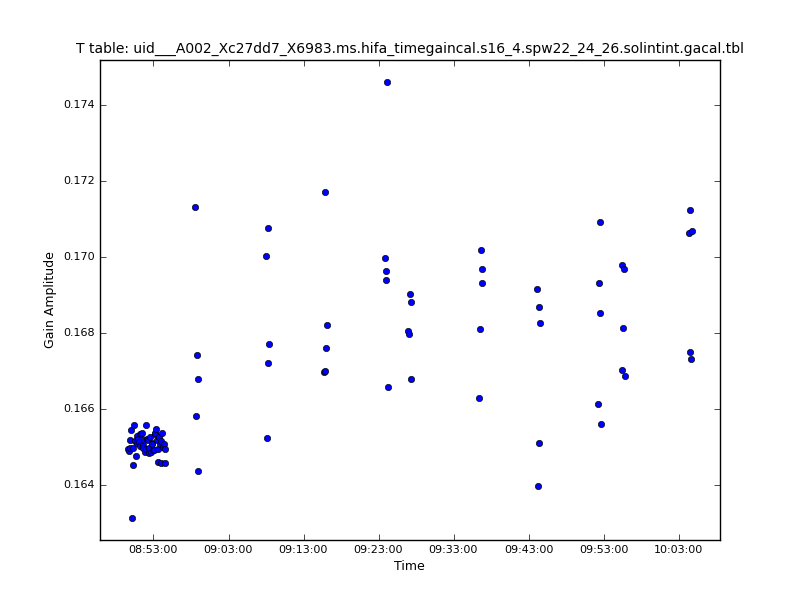 T table: uid___A002_Xc27dd7_X6983.ms.hifa_timegaincal.s16_4.spw22_24_26.solintint.gacal.tbl
0.174
0.172
0.170
0.168
0.166
0.164
Gain Amplitude
08:53:00 09:03:00 09:13:00 09:23:00 09:33:00 09:43:00 09:53:00 10:03:00
Time